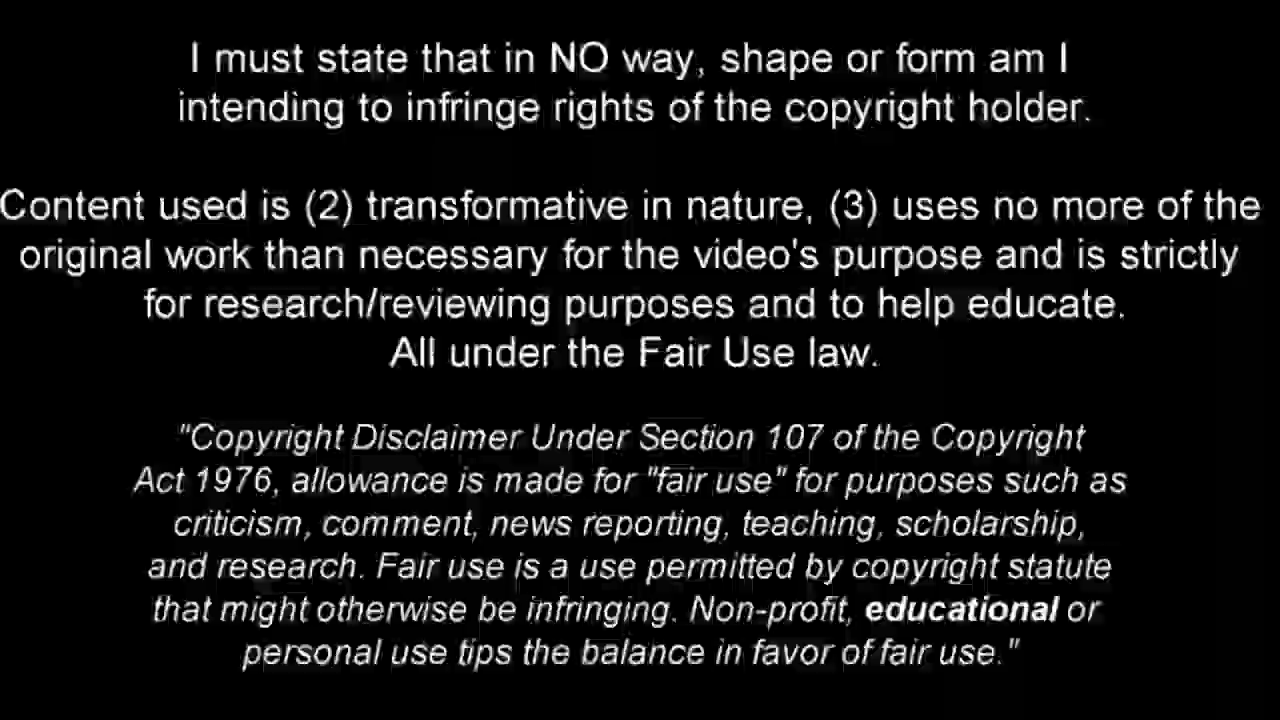 I must state that in NO way, shape or form am I
intending to infringe rights of the copyright holder.
Content used is (2) transformative in nature, (3) uses no more of the
original work than necessary for the video's purpose and is strictly
for research/reviewing purposes and to help educate.
All under the Fair Use law.
"Copyright Disclaimer Under Section 107 of the Copyright
Act 1976, allowance is made for "fair use" for purposes such as
criticism, comment, news reporting, teaching, scholarship,
and research. Fair use is a use permitted by copyright statute
that might otherwise be infringing. Non-profit, educational or
personal use tips the balance in favor of fair use."